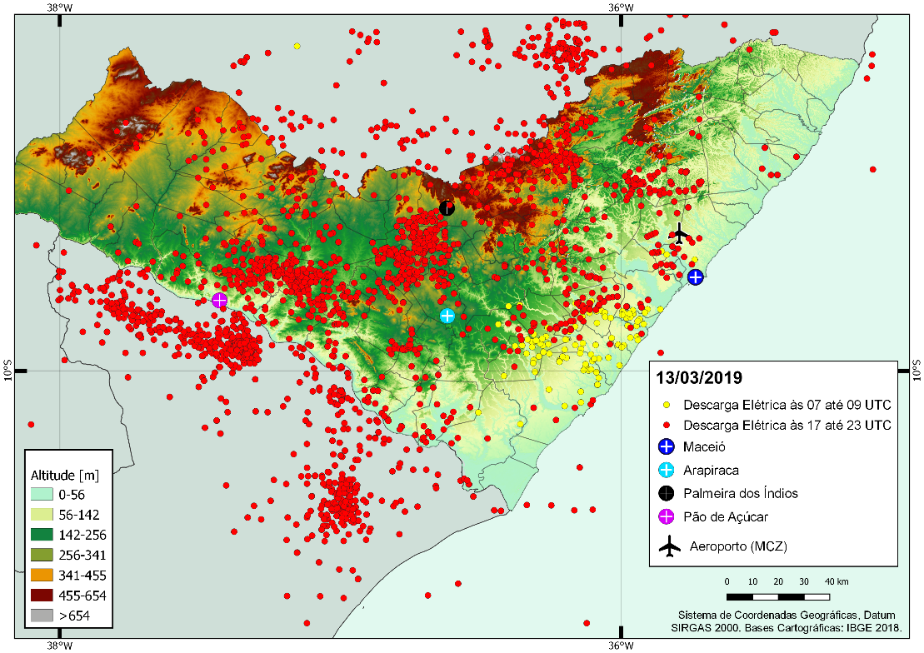 38°W
36°W
10°S
10°S
13/03/2019
Descarga Elétrica às 07 até 09 UTC
Descarga Elétrica às 17 até 23 UTC
Maceió
Arapiraca
Palmeira dos Índios
Pão de Açúcar
Aeroporto (MCZ)
Altitude [m]
0-56
56-142
142-256
256-341
341-455
455-654
>654
0 10 20 30 40 km
Sistema de Coordenadas Geográficas, Datum
SIRGAS 2000. Bases Cartográficas: IBGE 2018.
38°W
36°W